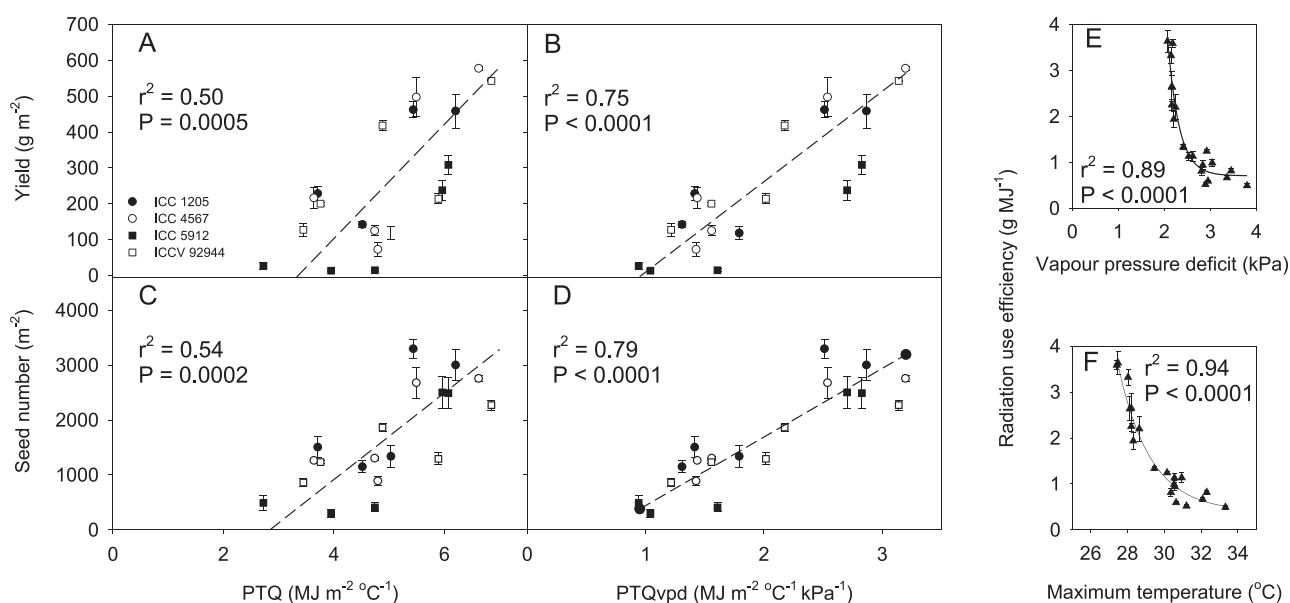 A
r² = 0.50
P = 0.0005
B
r² = 0.75
P < 0.0001
Yield (g m⁻²)
700
600
500
400
300
200
100
0
ICC 1205
ICC 4567
ICC 5912
ICCV 92944
C
r² = 0.54
P = 0.0002
D
r² = 0.79
P < 0.0001
Seed number (m⁻²)
4000
3000
2000
1000
0
0 2 4 6
1 2 3
PTQ (MJ m⁻² °C⁻¹)
PTQvpd (MJ m⁻² °C⁻¹ kPa⁻¹)
Radiation use efficiency (g MJ⁻¹)
E
r² = 0.89
P < 0.0001
4
3
2
1
0
0 1 2 3 4
Vapour pressure deficit (kPa)
F
r² = 0.94
P < 0.0001
4
3
2
1
0
26 28 30 32 34
Maximum temperature (°C)